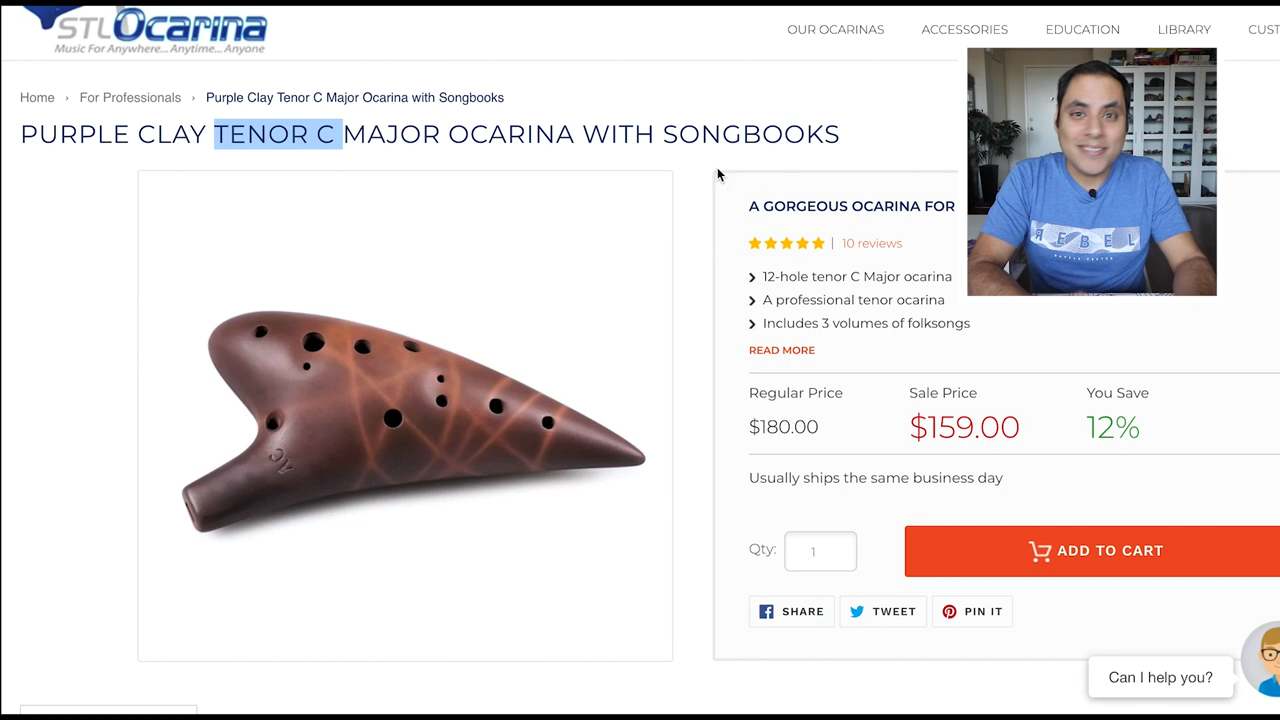 STLOcarina
Music For Anywhere... Anytime... Anyone
OUR OCARINAS ACCESSORIES EDUCATION LIBRARY CUST
Home › For Professionals › Purple Clay Tenor C Major Ocarina with Songbooks
PURPLE CLAY TENOR C MAJOR OCARINA WITH SONGBOOKS
AC
A GORGEOUS OCARINA FOR
| 10 reviews
12-hole tenor C Major ocarina
A professional tenor ocarina
Includes 3 volumes of folksongs
READ MORE
Regular Price Sale Price You Save
$180.00 $159.00 12%
Usually ships the same business day
Qty: 1 ADD TO CART
SHARE TWEET PIN IT
Can I help you?
REBEL